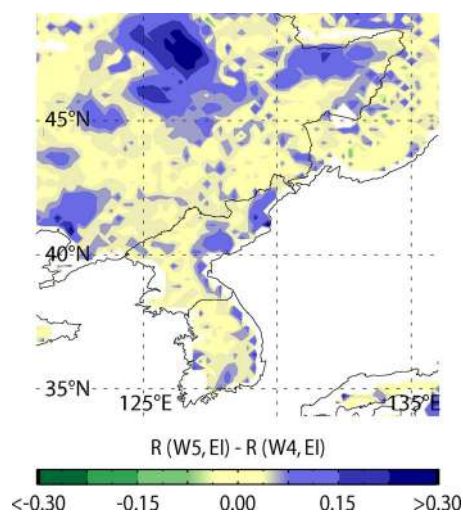 45°N
40°N
35°N
125°E
135°E
R (W5, EI) - R (W4, EI)
<-0.30 -0.15 0.00 0.15 >0.30